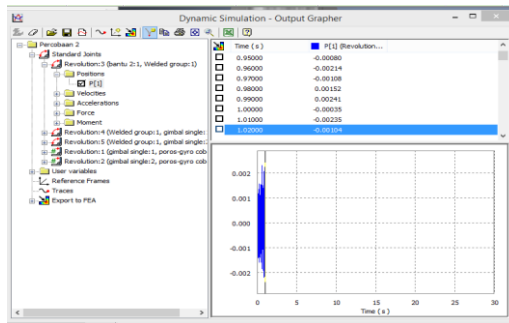 Dynamic Simulation - Output Grapher
Percobaan 2
Standard Joints
Revolution:3 (bantu 2:1, Welded group:1)
Positions
P[1]
Velocities
Accelerations
Force
Moment
Revolution:4 (Welded group:1, gimbal single:
Revolution:5 (Welded group:1, gimbal single:
Revolution:1 (gimbal single:1, poros-gyro cob
Revolution:2 (gimbal single:2, poree-gyro cob
User variables
Reference Frames
Traces
Export to FEA
Time ( s ) P[1] (Revolution...
0.95000 -0.00080
0.96000 -0.00214
0.97000 -0.00108
0.98000 0.00152
0.99000 0.00241
1.00000 -0.00035
1.01000 -0.00235
1.02000 -0.00104
0.002
0.001
0.000
-0.001
-0.002
0 5 10 15 20 25 30
Time ( s )